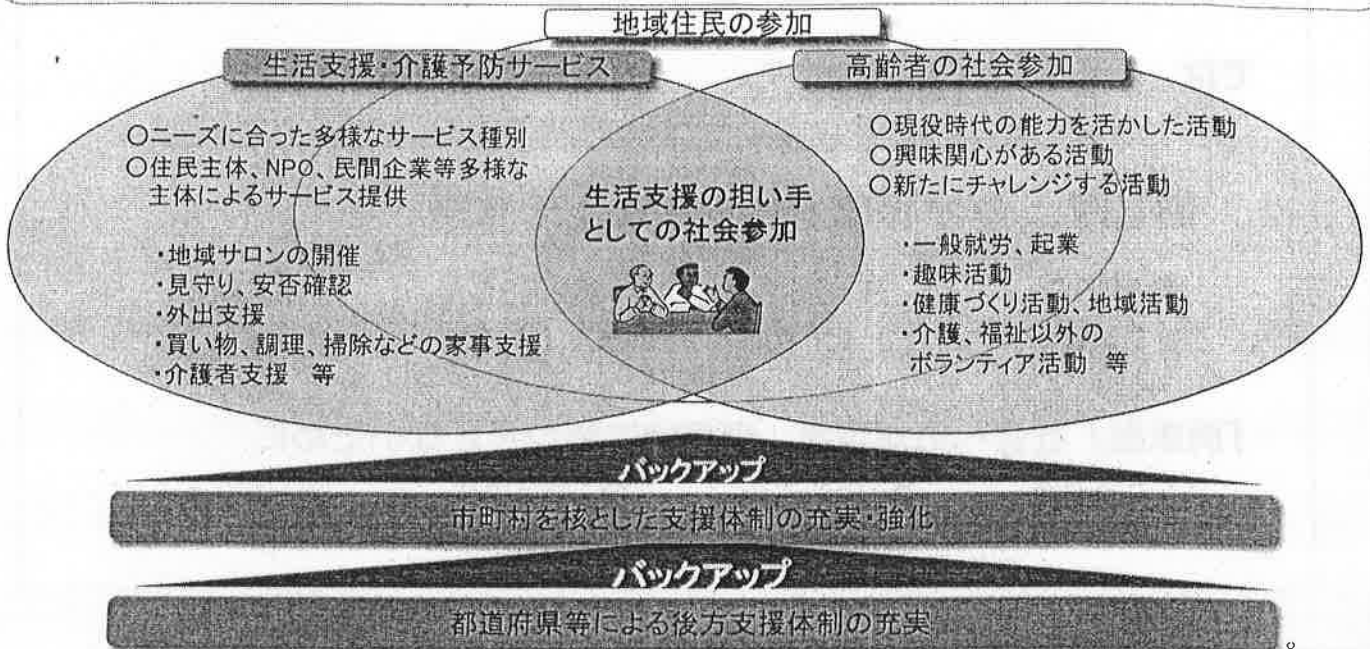 地域住民の参加
生活支援・介護予防サービス
○ニーズに合った多様なサービス種別
○住民主体、NPO、民間企業等多様な
主体によるサービス提供
・地域サロンの開催
・見守り、安否確認
・外出支援
・買い物、調理、掃除などの家事支援
・介護者支援 等
生活支援の担い手
としての社会参加
高齢者の社会参加
○現役時代の能力を活かした活動
○興味関心がある活動
○新たにチャレンジする活動
・一般就労、起業
・趣味活動
・健康づくり活動、地域活動
・介護、福祉以外の
ボランティア活動 等
バックアップ
市町村を核とした支援体制の充実・強化
バックアップ
都道府県等による後方支援体制の充実
。